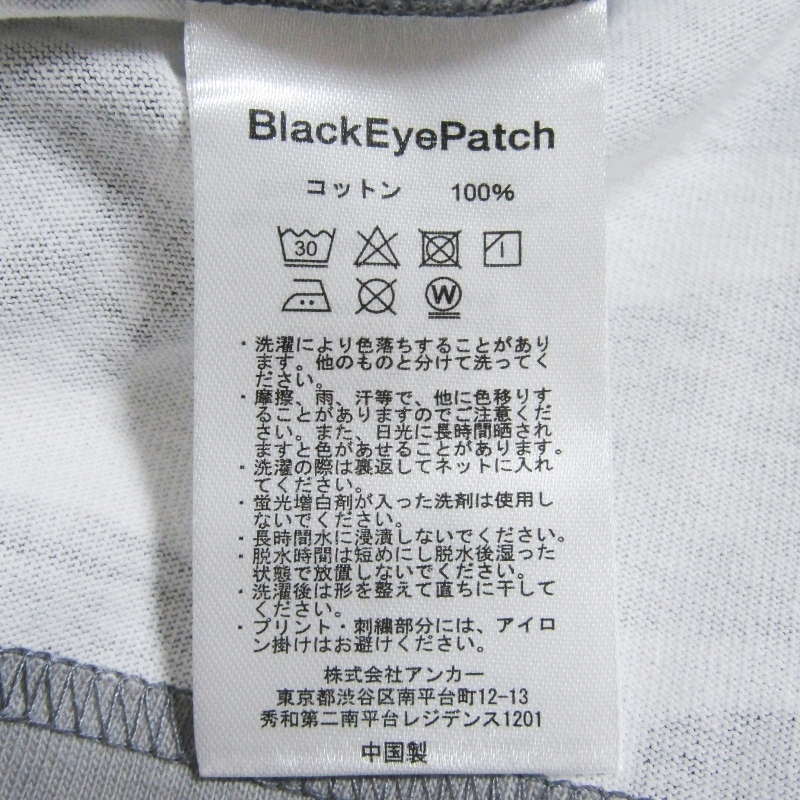 BlackEyePatch
コットン 100%
30
W
・洗濯により色落ちすることがあり
ます。他のものと分けて洗ってく
ださい。
・摩擦、雨、汗等で、他に色移りす
ることがありますのでご注意くだ
さい。また、日光に長時間晒され
ますと色があせることがあります。
・洗濯の際は裏返してネットに入れ
てください。
・蛍光増白剤が入った洗剤は使用し
ないでください。
・長時間水に浸漬しないでください。
・脱水時間は短めにし脱水後湿った
状態で放置しないでください。
・洗濯後は形を整えて直ちに干して
ください。
・プリント・刺繍部分には、アイロ
ン掛けはお避けください。
株式会社アンカー
東京都渋谷区南平台町12-13
秀和第二南平台レジデンス1201
中国製